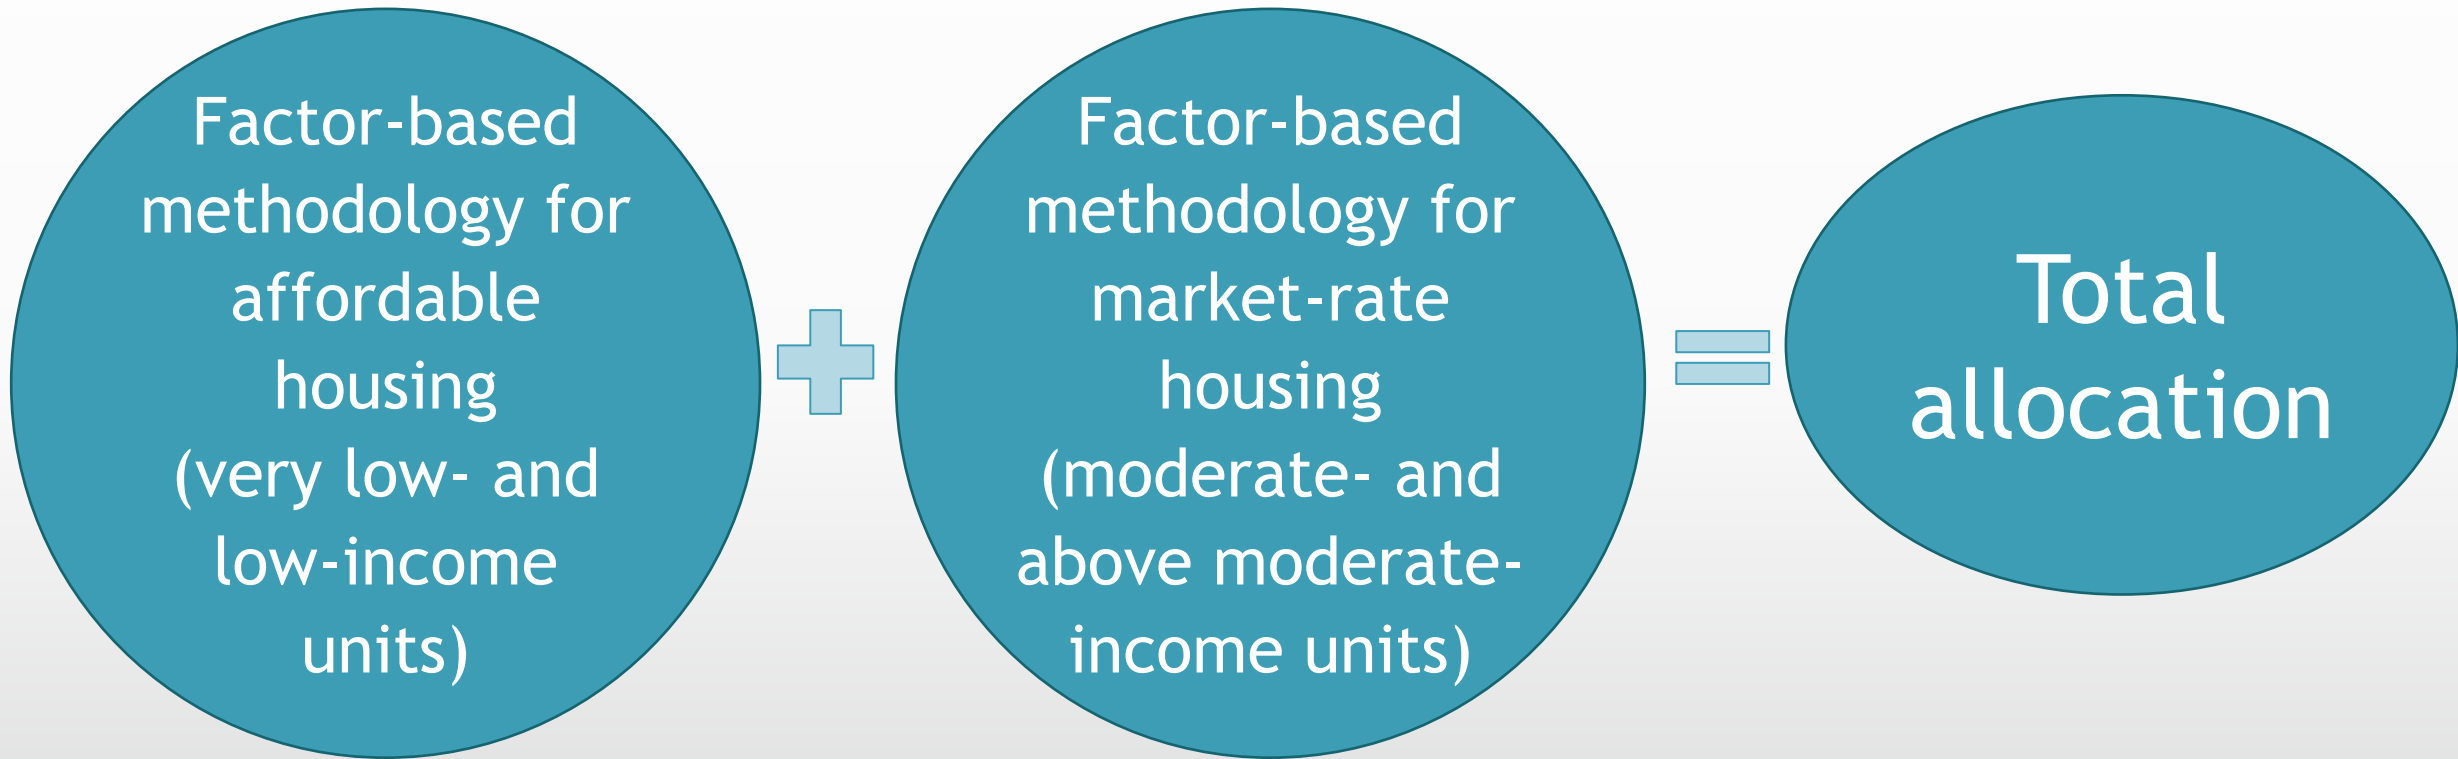 Factor-based
methodology for
affordable
housing
(very low- and
low-income
units)
Factor-based
methodology for
market-rate
housing
(moderate- and
above moderate-
income units)
Total
allocation